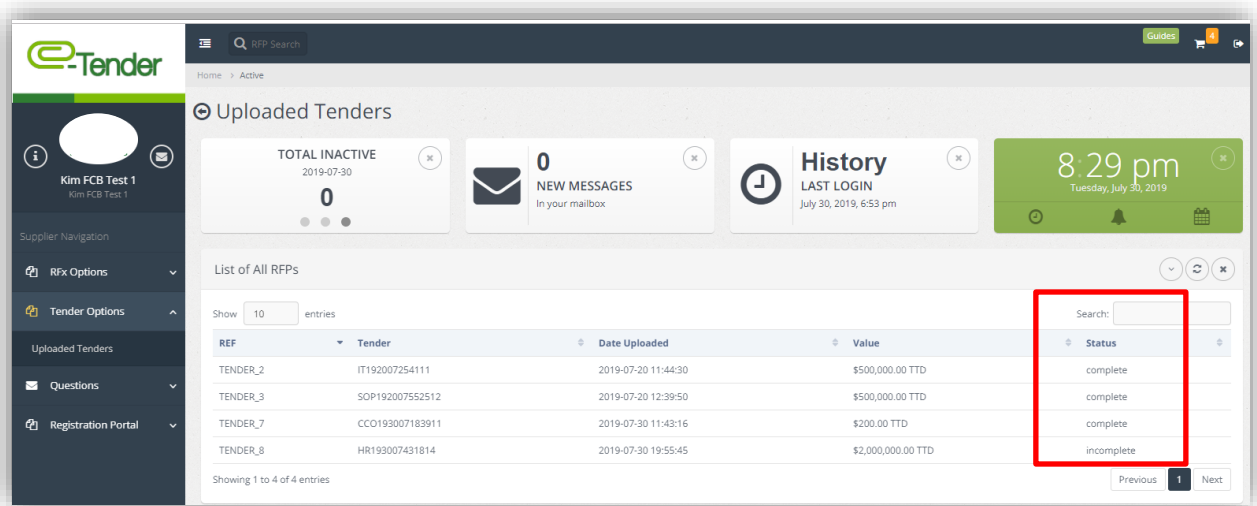 e-Tender
RFP Search
Guides
4
Home > Active
Uploaded Tenders
Kim FCB Test 1
Kim FCB Test 1
TOTAL INACTIVE
2019-07-30
0
0
NEW MESSAGES
In your mailbox
History
LAST LOGIN
July 30, 2019, 6:53 pm
8:29 pm
Tuesday, July 30, 2019
Supplier Navigation
RFx Options
Tender Options
Uploaded Tenders
Questions
Registration Portal
List of All RFPs
Show 10 entries
Search:
REF Tender Date Uploaded Value Status
TENDER_2 IT192007254111 2019-07-20 11:44:30 $500,000.00 TTD complete
TENDER_3 SOP192007552512 2019-07-20 12:39:50 $500,000.00 TTD complete
TENDER_7 CCO193007183911 2019-07-30 11:43:16 $200.00 TTD complete
TENDER_8 HR193007431814 2019-07-30 19:55:45 $2,000,000.00 TTD incomplete
Showing 1 to 4 of 4 entries
Previous 1 Next